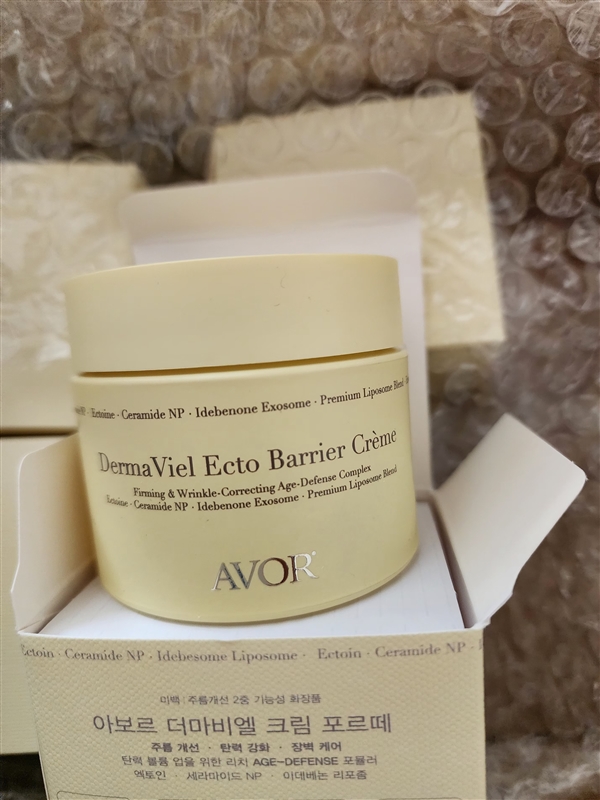 Ectoine · Ceramide NP · Idebenone Exosome · Premium Liposome Blend
DermaViel Ecto Barrier Crème
Firming & Wrinkle-Correcting Age-Defense Complex
Ectoine · Ceramide NP · Idebenone Exosome · Premium Liposome Blend
AVOR
Ectoin · Ceramide NP · Idebesome Liposome · Ectoin · Ceramide NP ·
미백 | 주름개선 2중 기능성 화장품
아보르 더마비엘 크림 포르떼
주름 개선 · 탄력 강화 · 장벽 케어
탄력 볼륨 업을 위한 리치 AGE-DEFENSE 포뮬러
엑토인 · 세라마이드 NP · 이데베논 리포좀